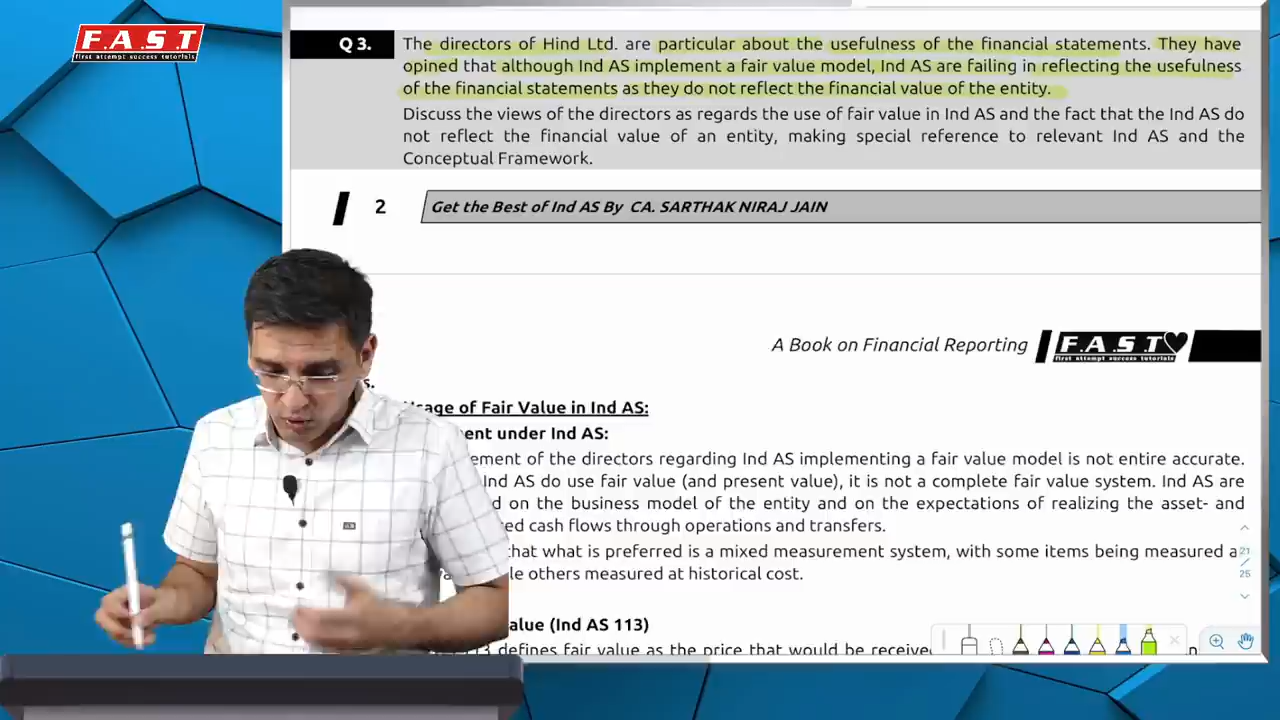 F.A.S.T
first attempt success tutorials
Q 3.
The directors of Hind Ltd. are particular about the usefulness of the financial statements. They have
opined that although Ind AS implement a fair value model, Ind AS are failing in reflecting the usefulness
of the financial statements as they do not reflect the financial value of the entity.
Discuss the views of the directors as regards the use of fair value in Ind AS and the fact that the Ind AS do
not reflect the financial value of an entity, making special reference to relevant Ind AS and the
Conceptual Framework.
2
Get the Best of Ind AS By CA. SARTHAK NIRAJ JAIN
A Book on Financial Reporting
F.A.S.T
first attempt success tutorials
s.
sage of Fair Value in Ind AS:
ent under Ind AS:
ement of the directors regarding Ind AS implementing a fair value model is not entire accurate.
Ind AS do use fair value (and present value), it is not a complete fair value system. Ind AS are
d on the business model of the entity and on the expectations of realizing the asset- and
ed cash flows through operations and transfers.
that what is preferred is a mixed measurement system, with some items being measured a
le others measured at historical cost.
alue (Ind AS 113)
defines fair value as the price that would be receive
21
/
25